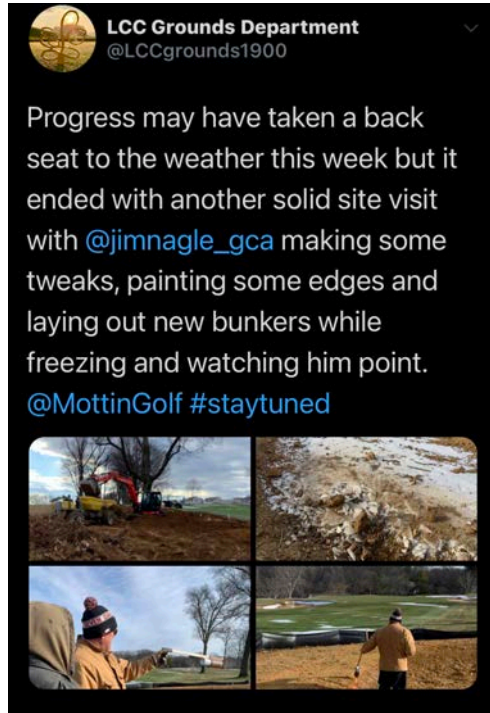 LCC Grounds Department
@LCCgrounds1900
Progress may have taken a back
seat to the weather this week but it
ended with another solid site visit
with @jimnagle_gca making some
tweaks, painting some edges and
laying out new bunkers while
freezing and watching him point.
@MottinGolf #staytuned